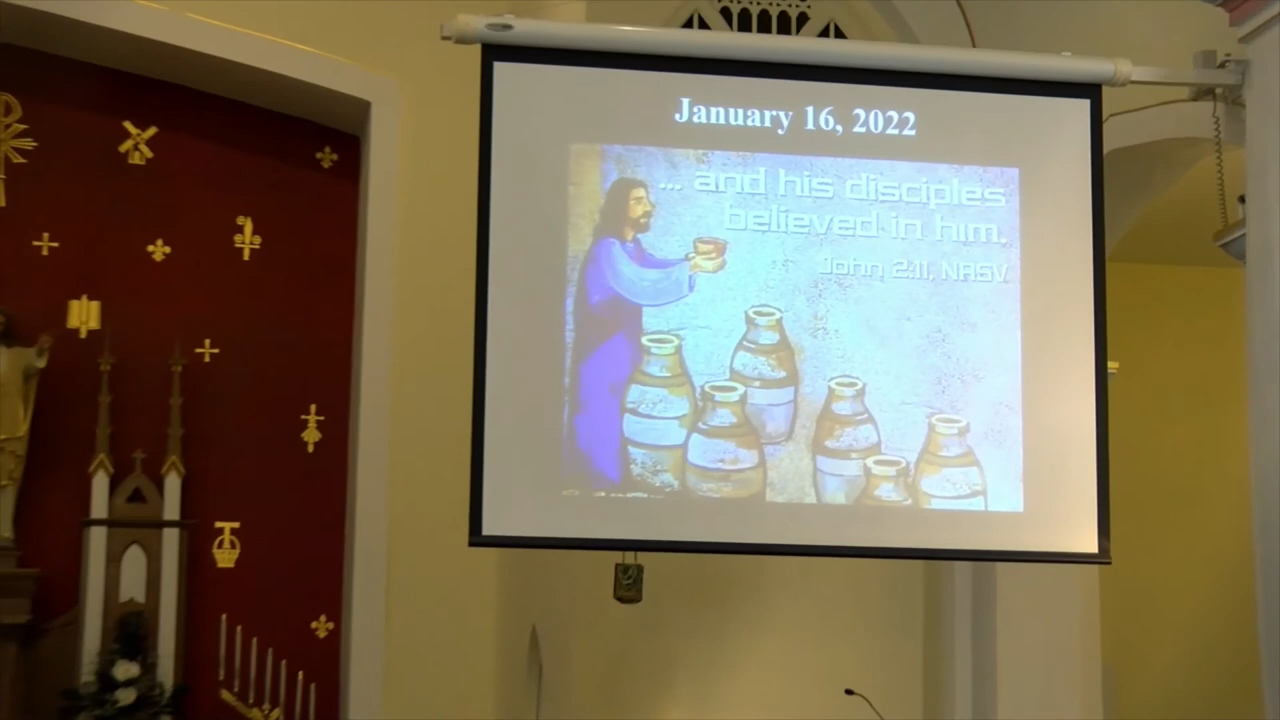 January 16, 2022
... and his disciples
believed in him.
John 2:11, NRSV